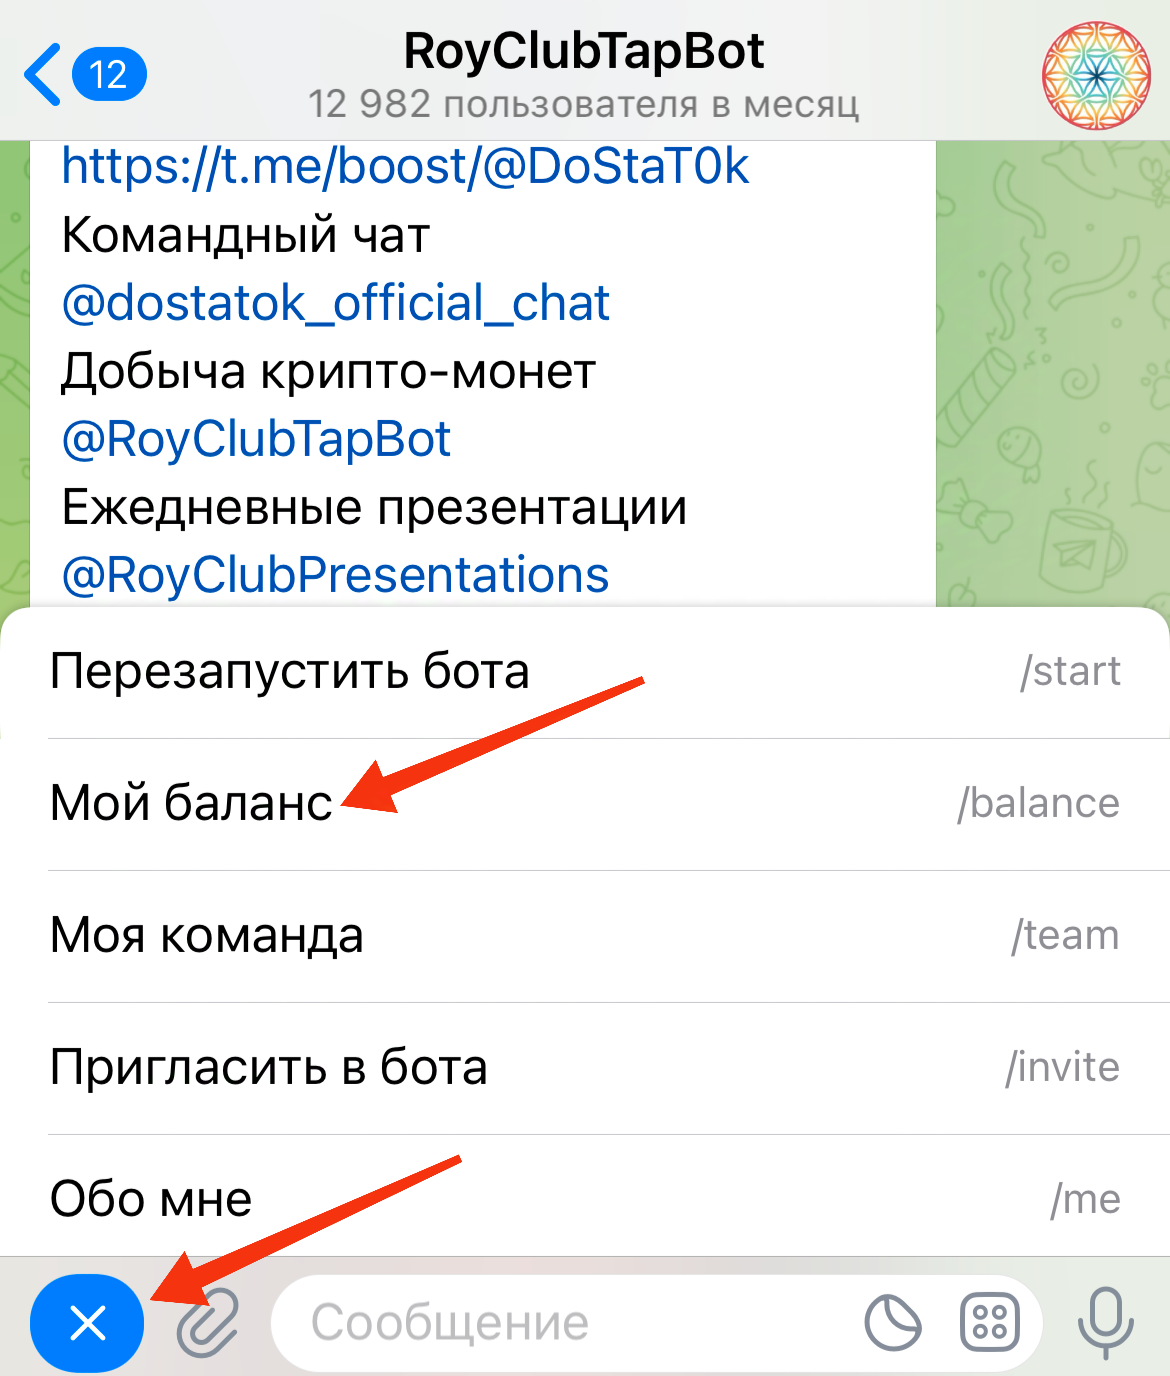 12
RoyClubTapBot
12 982 пользователя в месяц
https://t.me/boost/@DoStaT0k
Командный чат
@dostatok_official_chat
Добыча крипто-монет
@RoyClubTapBot
Ежедневные презентации
@RoyClubPresentations
Перезапустить бота /start
Мой баланс /balance
Моя команда /team
Пригласить в бота /invite
Обо мне /me
Сообщение